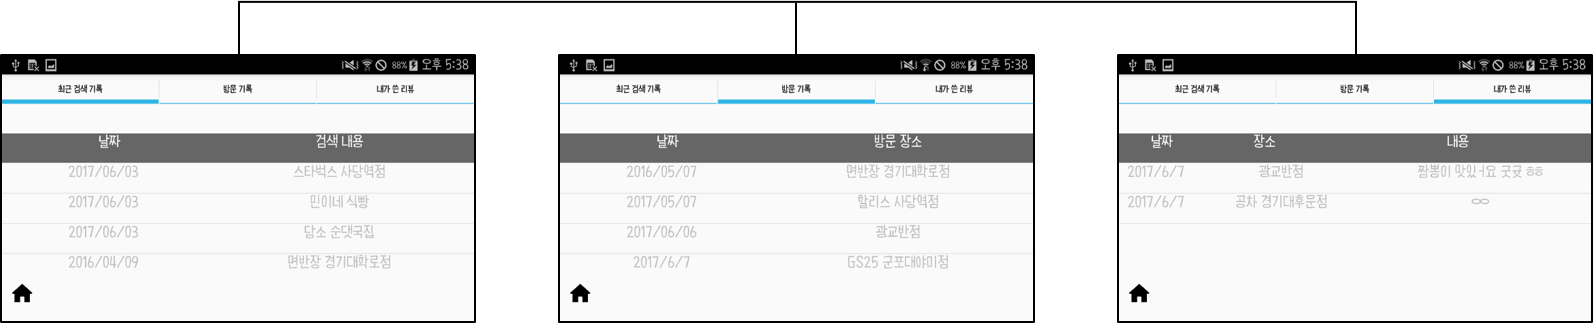 88% 오후 5:38
최근 검색 기록 방문 기록 내가 쓴 리뷰
날짜 검색 내용
2017/06/03 스타벅스 사당역점
2017/06/03 민이네 식빵
2017/06/03 담소 순댓국집
2016/04/09 면반장 경기대학로점
88% 오후 5:38
최근 검색 기록 방문 기록 내가 쓴 리뷰
날짜 방문 장소
2016/05/07 면반장 경기대학로점
2017/05/07 할리스 사당역점
2017/06/06 광교반점
2017/6/7 GS25 군포대야미점
88% 오후 5:38
최근 검색 기록 방문 기록 내가 쓴 리뷰
날짜 장소 내용
2017/6/7 광교반점 짬뽕이 맛있ㅓ요 굿굿 ㅎㅎ
2017/6/7 공차 경기대후문점 ∞